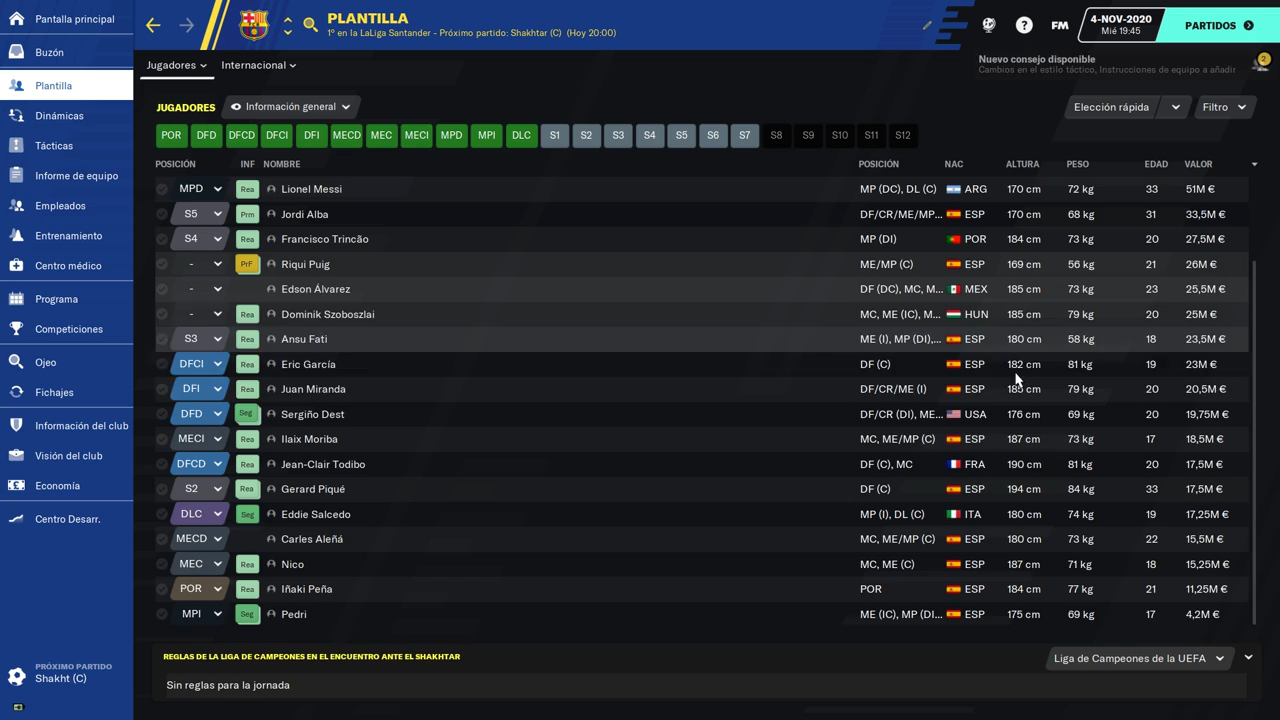 Pantalla principal
Buzón
Plantilla
Dinámicas
Tácticas
Informe de equipo
Empleados
Entrenamiento
Centro médico
Programa
Competiciones
Ojeo
Fichajes
Información del club
Visión del club
Economía
Centro Desarr.
PRÓXIMO PARTIDO
Shakht (C)
PLANTILLA
1º en la LaLiga Santander - Próximo partido: Shakhtar (C) (Hoy 20:00)
FM
4-NOV-2020
Mié 19:45
PARTIDOS
Jugadores Internacional
Nuevo consejo disponible
Cambios en el estilo táctico, Instrucciones de equipo a añadir
2
JUGADORES Información general Elección rápida Filtro
POR DFD DFCD DFCI DFI MECD MEC MECI MPD MPI DLC S1 S2 S3 S4 S5 S6 S7 S8 S9 S10 S11 S12
POSICIÓN INF NOMBRE POSICIÓN NAC ALTURA PESO EDAD VALOR
MPD Rea Lionel Messi MP (DC), DL (C) ARG 170 cm 72 kg 33 51M €
S5 Prm Jordi Alba DF/CR/ME/MP... ESP 170 cm 68 kg 31 33,5M €
S4 Rea Francisco Trincão MP (DI) POR 184 cm 73 kg 20 27,5M €
- PrF Riqui Puig ME/MP (C) ESP 169 cm 56 kg 21 26M €
- Edson Álvarez DF (DC), MC, M... MEX 185 cm 73 kg 23 25,5M €
- Rea Dominik Szoboszlai MC, ME (IC), M... HUN 185 cm 79 kg 20 25M €
S3 Rea Ansu Fati ME (I), MP (DI),... ESP 180 cm 58 kg 18 23,5M €
DFCI Rea Eric García DF (C) ESP 182 cm 81 kg 19 23M €
DFI Rea Juan Miranda DF/CR/ME (I) ESP 185 cm 79 kg 20 20,5M €
DFD Seg Sergiño Dest DF/CR (DI), ME... USA 176 cm 69 kg 20 19,75M €
MECI Rea Ilaix Moriba MC, ME/MP (C) ESP 187 cm 73 kg 17 18,5M €
DFCD Rea Jean-Clair Todibo DF (C), MC FRA 190 cm 81 kg 20 17,5M €
S2 Rea Gerard Piqué DF (C) ESP 194 cm 84 kg 33 17,5M €
DLC Seg Eddie Salcedo MP (I), DL (C) ITA 180 cm 74 kg 19 17,25M €
MECD Carles Aleñá MC, ME/MP (C) ESP 180 cm 73 kg 22 15,5M €
MEC Rea Nico MC, ME (C) ESP 187 cm 71 kg 18 15,25M €
POR Rea Iñaki Peña POR ESP 184 cm 77 kg 21 11,25M €
MPI Seg Pedri ME (IC), MP (DI... ESP 175 cm 69 kg 17 4,2M €
REGLAS DE LA LIGA DE CAMPEONES EN EL ENCUENTRO ANTE EL SHAKHTAR
Liga de Campeones de la UEFA
Sin reglas para la jornada